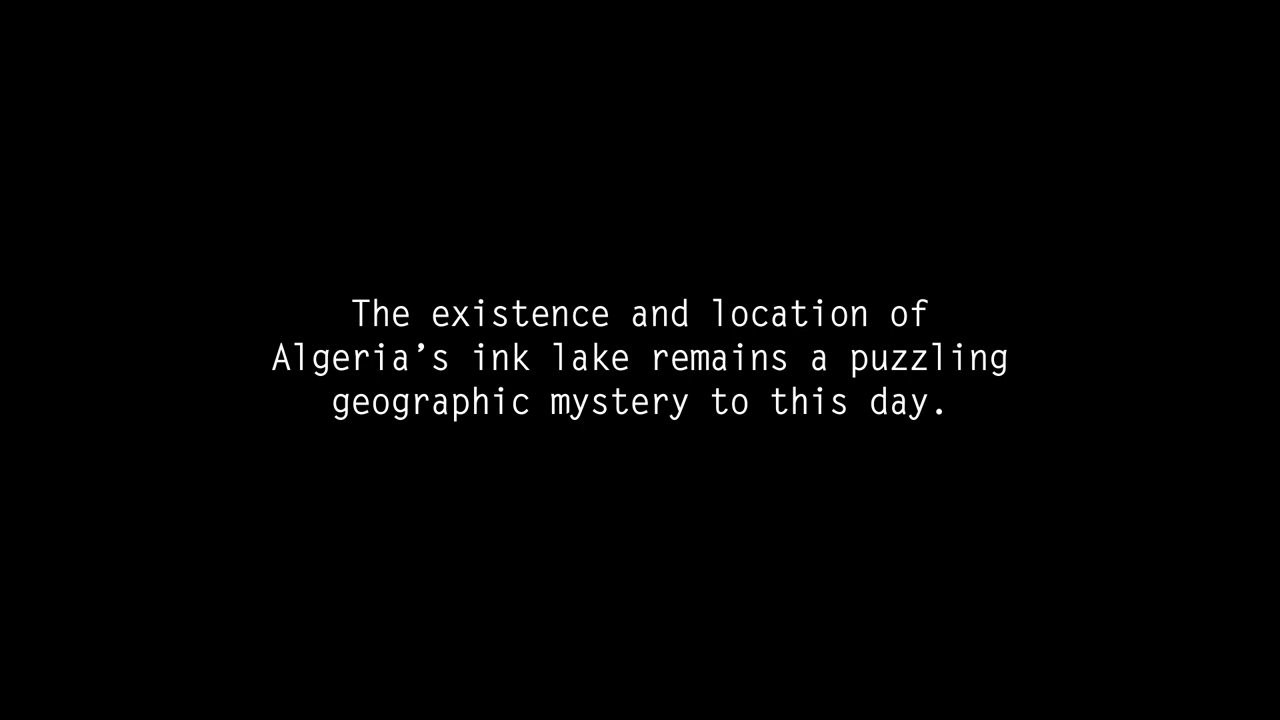 The existence and location of
Algeria’s ink lake remains a puzzling
geographic mystery to this day.